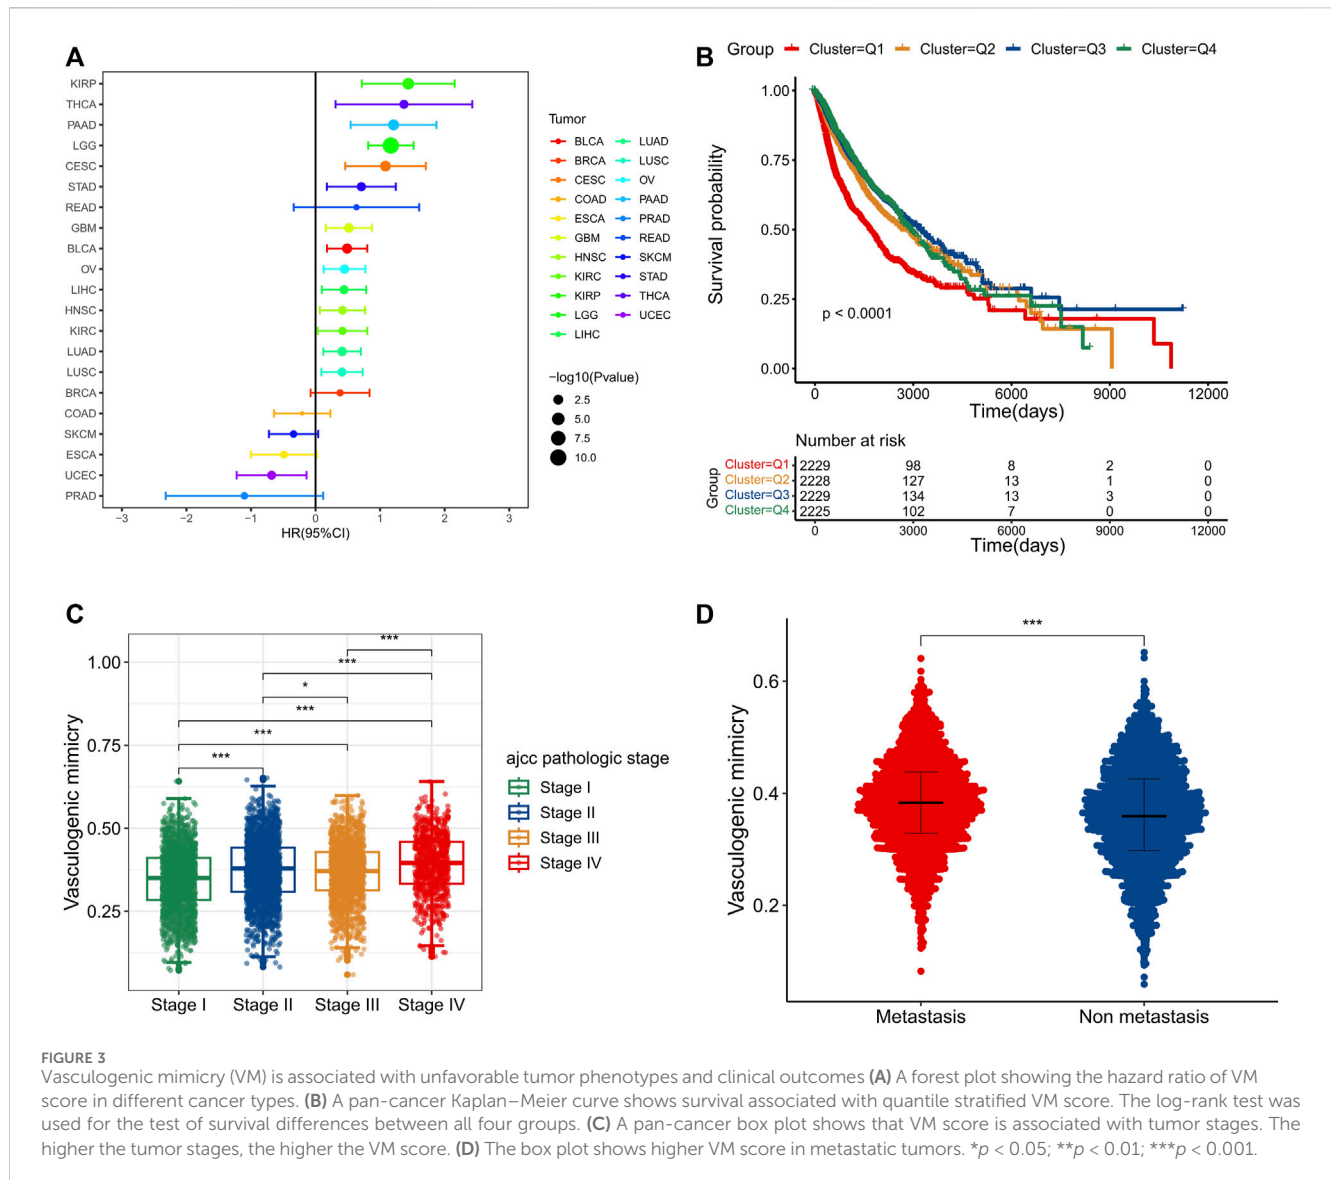 A
KIRP
THCA
PAAD
LGG
CESC
STAD
READ
GBM
BLCA
OV
LIHC
HNSC
KIRC
LUAD
LUSC
BRCA
COAD
SKCM
ESCA
UCEC
PRAD
−3 −2 −1 0 1 2 3
HR(95%CI)
Tumor
BLCA LUAD
BRCA LUSC
CESC OV
COAD PAAD
ESCA PRAD
GBM READ
HNSC SKCM
KIRC STAD
KIRP THCA
LGG UCEC
LIHC
−log10(Pvalue)
2.5
5.0
7.5
10.0
B
Group Cluster=Q1 Cluster=Q2 Cluster=Q3 Cluster=Q4
Survival probability
1.00
0.75
0.50
0.25
0.00
p < 0.0001
0 3000 6000 9000 12000
Time(days)
Number at risk
Group
Cluster=Q1 2229 98 8 2 0
Cluster=Q2 2228 127 13 1 0
Cluster=Q3 2229 134 13 3 0
Cluster=Q4 2225 102 7 0 0
0 3000 6000 9000 12000
Time(days)
C
Vasculogenic mimicry
1.00
0.75
0.50
0.25
***
***
*
***
***
***
Stage I Stage II Stage III Stage IV
ajcc pathologic stage
Stage I
Stage II
Stage III
Stage IV
D
Vasculogenic mimicry
0.6
0.4
0.2
***
Metastasis Non metastasis
FIGURE 3
Vasculogenic mimicry (VM) is associated with unfavorable tumor phenotypes and clinical outcomes (A) A forest plot showing the hazard ratio of VM
score in different cancer types. (B) A pan-cancer Kaplan–Meier curve shows survival associated with quantile stratified VM score. The log-rank test was
used for the test of survival differences between all four groups. (C) A pan-cancer box plot shows that VM score is associated with tumor stages. The
higher the tumor stages, the higher the VM score. (D) The box plot shows higher VM score in metastatic tumors. *p < 0.05; **p < 0.01; ***p < 0.001.